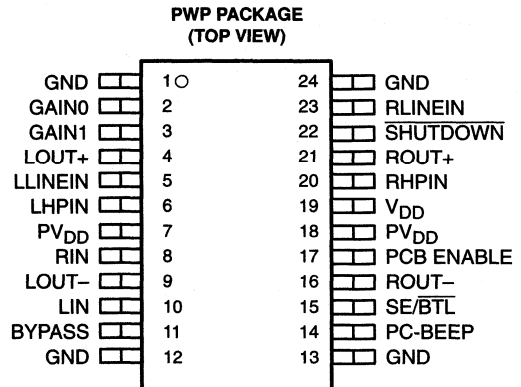 PWP PACKAGE
(TOP VIEW)
GND 1 24 GND
GAIN0 2 23 RLINEIN
GAIN1 3 22 SHUTDOWN
LOUT+ 4 21 ROUT+
LLINEIN 5 20 RHPIN
LHPIN 6 19 VDD
PVDD 7 18 PVDD
RIN 8 17 PCB ENABLE
LOUT− 9 16 ROUT−
LIN 10 15 SE/BTL
BYPASS 11 14 PC-BEEP
GND 12 13 GND